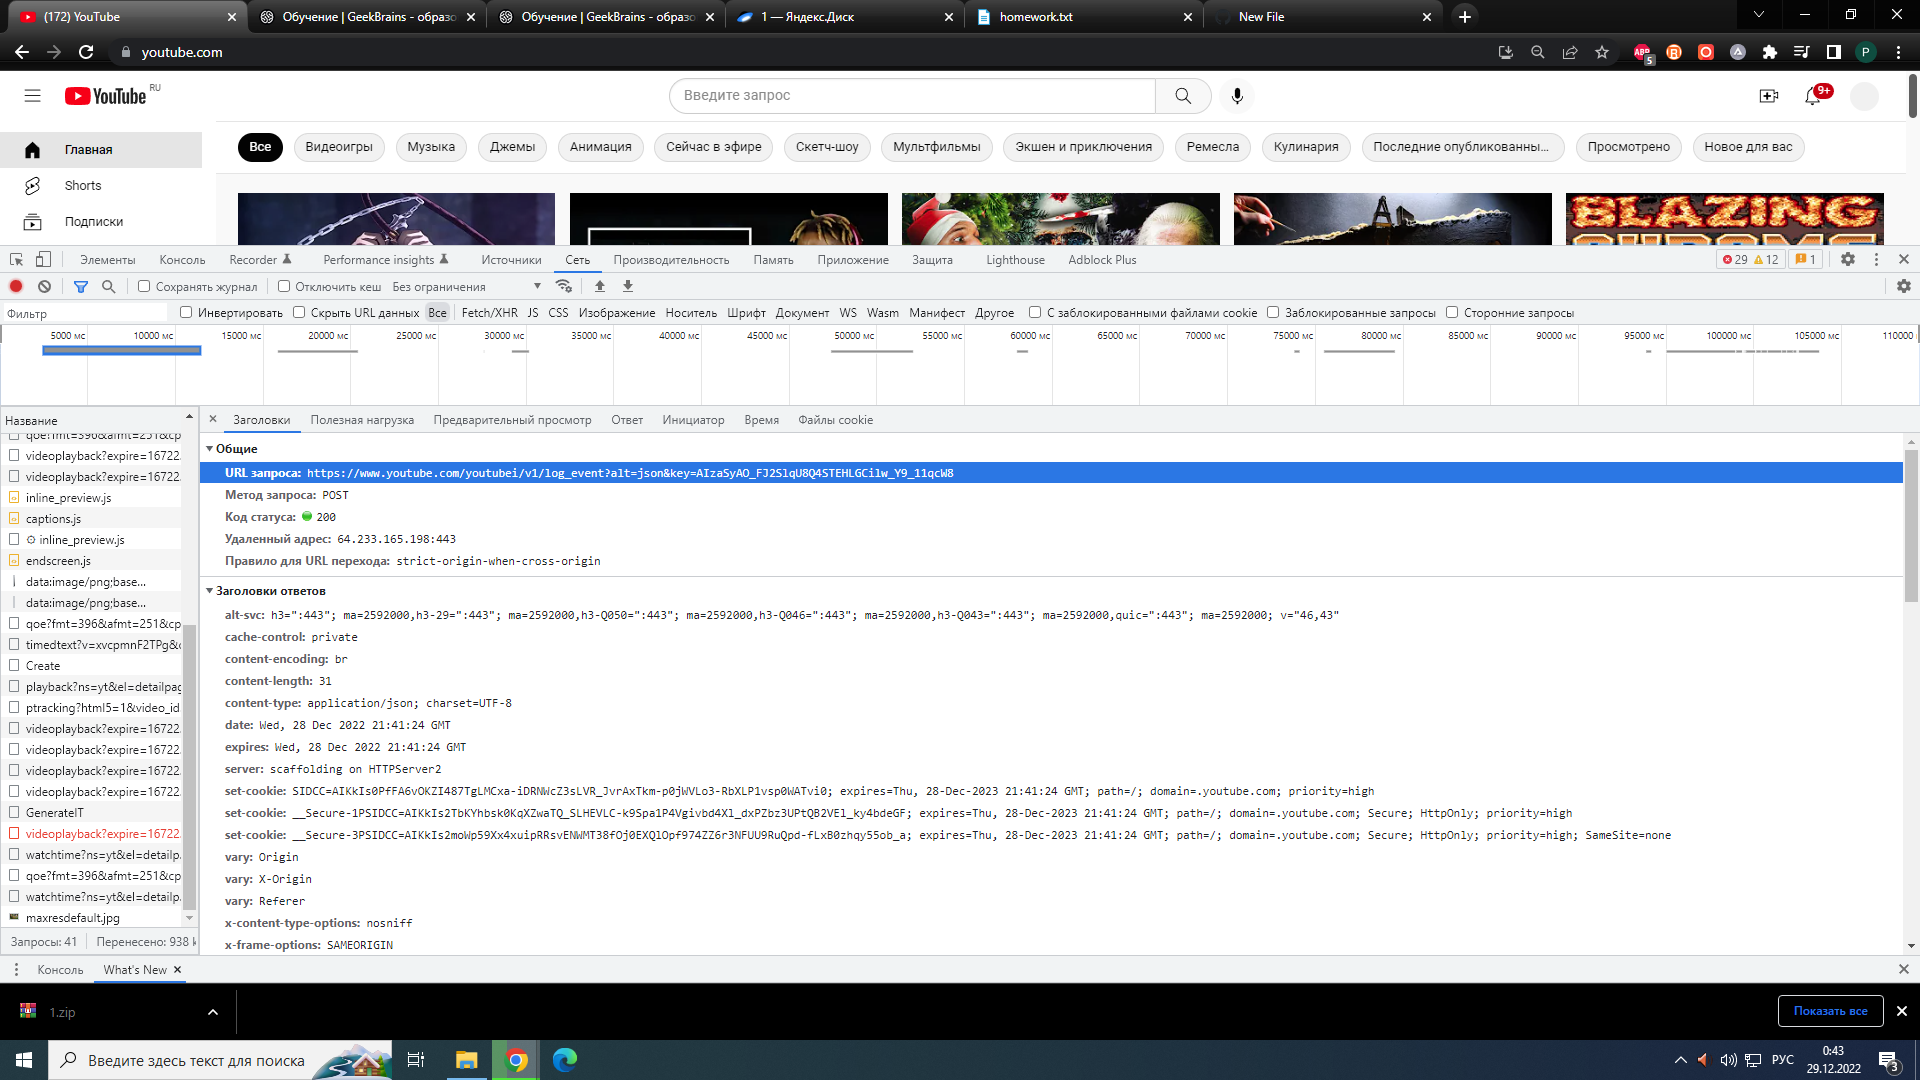 (172) YouTube
Обучение | GeekBrains - образо
Обучение | GeekBrains - образо
1 — Яндекс.Диск
homework.txt
New File
youtube.com
ABP
5
P
YouTube RU
Введите запрос
9+
Главная
Shorts
Подписки
Все
Видеоигры
Музыка
Джемы
Анимация
Сейчас в эфире
Скетч-шоу
Мультфильмы
Экшен и приключения
Ремесла
Кулинария
Последние опубликованны...
Просмотрено
Новое для вас
BLAZING
CHROME
Элементы
Консоль
Recorder
Performance insights
Источники
Сеть
Производительность
Память
Приложение
Защита
Lighthouse
Adblock Plus
29
12
1
Сохранять журнал
Отключить кеш
Без ограничения
Фильтр
Инвертировать
Скрыть URL данных
Все
Fetch/XHR
JS
CSS
Изображение
Носитель
Шрифт
Документ
WS
Wasm
Манифест
Другое
С заблокированными файлами cookie
Заблокированные запросы
Сторонние запросы
5000 мс
10000 мс
15000 мс
20000 мс
25000 мс
30000 мс
35000 мс
40000 мс
45000 мс
50000 мс
55000 мс
60000 мс
65000 мс
70000 мс
75000 мс
80000 мс
85000 мс
90000 мс
95000 мс
100000 мс
105000 мс
110000
Название
qoe?fmt=396&afmt=251&cp
videoplayback?expire=16722.
videoplayback?expire=16722.
inline_preview.js
captions.js
inline_preview.js
endscreen.js
data:image/png;base...
data:image/png;base...
qoe?fmt=396&afmt=251&cp
timedtext?v=xvcpmnF2TPg&c
Create
playback?ns=yt&el=detailpag
ptracking?html5=1&video_id
videoplayback?expire=16722.
videoplayback?expire=16722.
videoplayback?expire=16722.
videoplayback?expire=16722.
GenerateIT
videoplayback?expire=16722.
watchtime?ns=yt&el=detailp.
qoe?fmt=396&afmt=251&cp
watchtime?ns=yt&el=detailp.
maxresdefault.jpg
Запросы: 41
Перенесено: 938 k
Заголовки
Полезная нагрузка
Предварительный просмотр
Ответ
Инициатор
Время
Файлы cookie
Общие
URL запроса: https://www.youtube.com/youtubei/v1/log_event?alt=json&key=AIzaSyAO_FJ2SlqU8Q4STEHLGCilw_Y9_11qcW8
Метод запроса: POST
Код статуса: 200
Удаленный адрес: 64.233.165.198:443
Правило для URL перехода: strict-origin-when-cross-origin
Заголовки ответов
alt-svc: h3=":443"; ma=2592000,h3-29=":443"; ma=2592000,h3-Q050=":443"; ma=2592000,h3-Q046=":443"; ma=2592000,h3-Q043=":443"; ma=2592000,quic=":443"; ma=2592000; v="46,43"
cache-control: private
content-encoding: br
content-length: 31
content-type: application/json; charset=UTF-8
date: Wed, 28 Dec 2022 21:41:24 GMT
expires: Wed, 28 Dec 2022 21:41:24 GMT
server: scaffolding on HTTPServer2
set-cookie: SIDCC=AIKkIs0PfFA6vOKZI487TgLMCxa-iDRNWcZ3sLVR_JvrAxTkm-p0jWVLo3-RbXLP1vsp0WATvi0; expires=Thu, 28-Dec-2023 21:41:24 GMT; path=/; domain=.youtube.com; priority=high
set-cookie: __Secure-1PSIDCC=AIKkIs2TbKYhbsk0KqXZwaTQ_SLHEVLC-k9Spa1P4Vgivbd4Xl_dxPZbz3UPtQB2VEl_ky4bdeGF; expires=Thu, 28-Dec-2023 21:41:24 GMT; path=/; domain=.youtube.com; Secure; HttpOnly; priority=high
set-cookie: __Secure-3PSIDCC=AIKkIs2moWp59Xx4xuipRRsvENWMT38fOj0EXQlOpf974ZZ6r3NFUU9RuQpd-fLxB0zhqy55ob_a; expires=Thu, 28-Dec-2023 21:41:24 GMT; path=/; domain=.youtube.com; Secure; HttpOnly; priority=high; SameSite=none
vary: Origin
vary: X-Origin
vary: Referer
x-content-type-options: nosniff
x-frame-options: SAMEORIGIN
Консоль
What's New
1.zip
Показать все
Введите здесь текст для поиска
РУС
0:43
29.12.2022
3